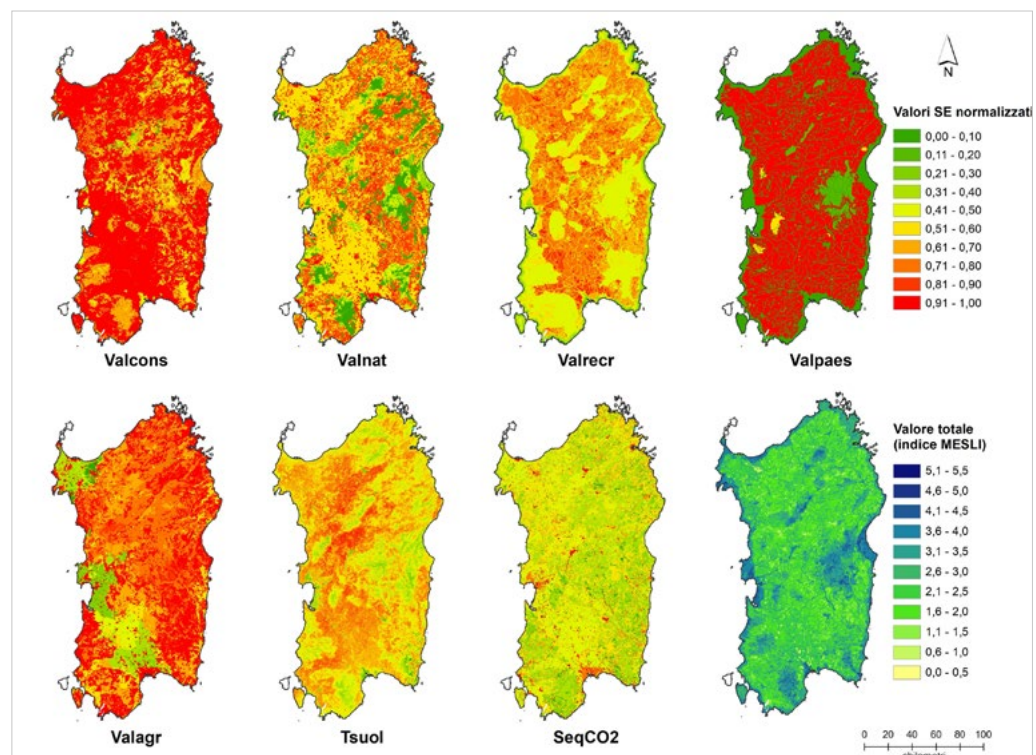 N
Valori SE normalizzati
0,00 - 0,10
0,11 - 0,20
0,21 - 0,30
0,31 - 0,40
0,41 - 0,50
0,51 - 0,60
0,61 - 0,70
0,71 - 0,80
0,81 - 0,90
0,91 - 1,00
Valcons
Valnat
Valrecr
Valpaes
Valore totale
(indice MESLI)
5,1 - 5,5
4,6 - 5,0
4,1 - 4,5
3,6 - 4,0
3,1 - 3,5
2,6 - 3,0
2,1 - 2,5
1,6 - 2,0
1,1 - 1,5
0,6 - 1,0
0,0 - 0,5
Valagr
Tsuol
SeqCO2
0 20 40 60 80 100